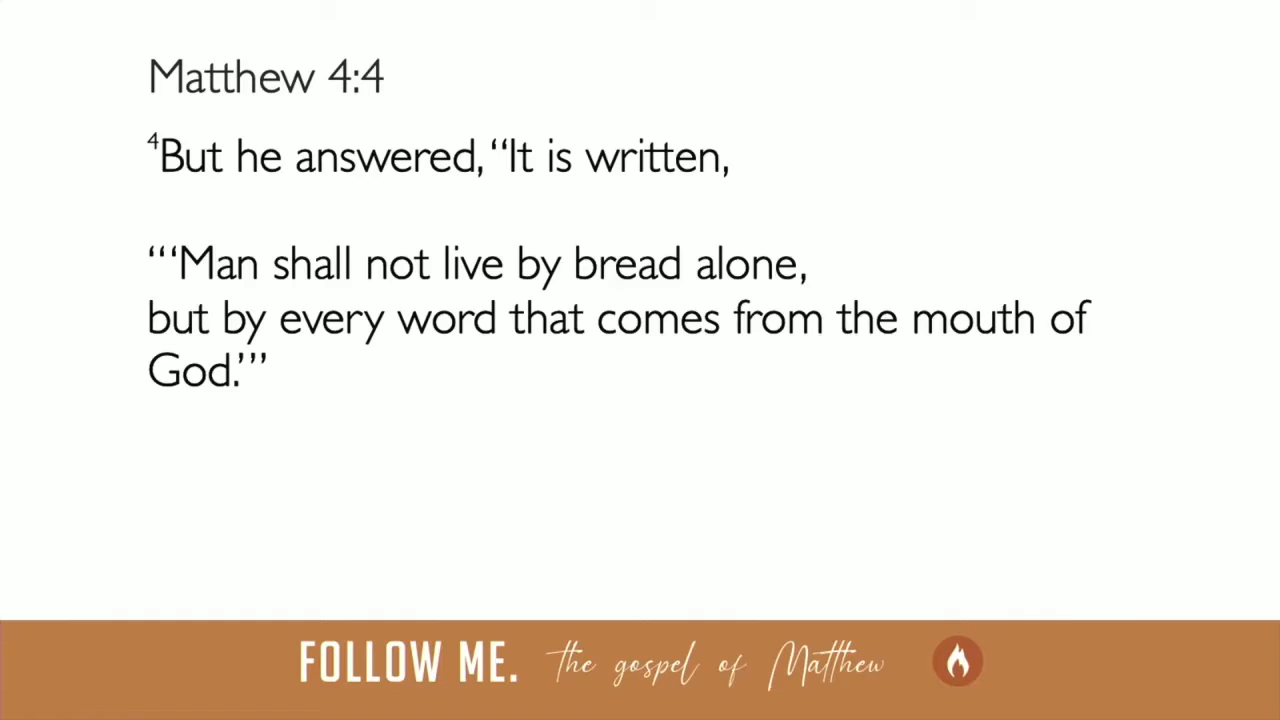 Matthew 4:4
⁴But he answered, “It is written,
“‘“Man shall not live by bread alone,
but by every word that comes from the mouth of
God.’”
FOLLOW ME. the gospel of Matthew